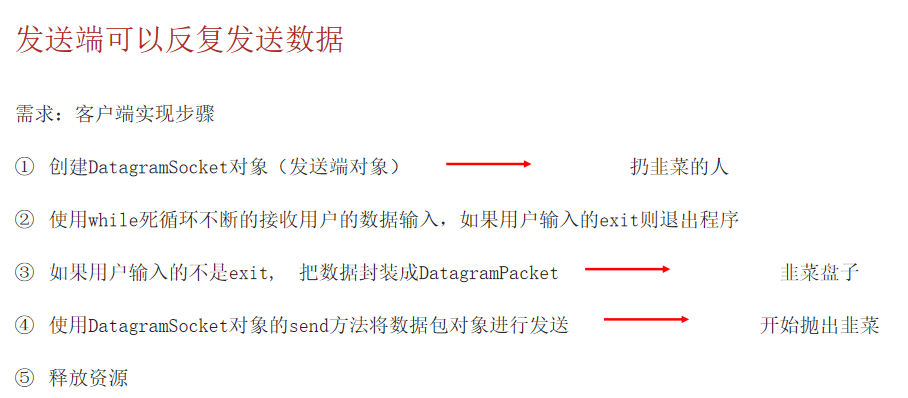 发送端可以反复发送数据
需求：客户端实现步骤
① 创建DatagramSocket对象（发送端对象） 扔韭菜的人
② 使用while死循环不断的接收用户的数据输入，如果用户输入的exit则退出程序
③ 如果用户输入的不是exit, 把数据封装成DatagramPacket 韭菜盘子
④ 使用DatagramSocket对象的send方法将数据包对象进行发送 开始抛出韭菜
⑤ 释放资源